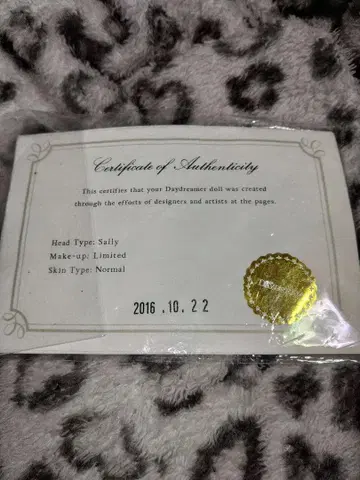 Certificate of Authenticity
This certifies that your Daydreamer doll was created
through the effects of designers and artists at the pages.
Head Type: Sally
Make-up: Limited
Skin Type: Normal
2016 .10. 22